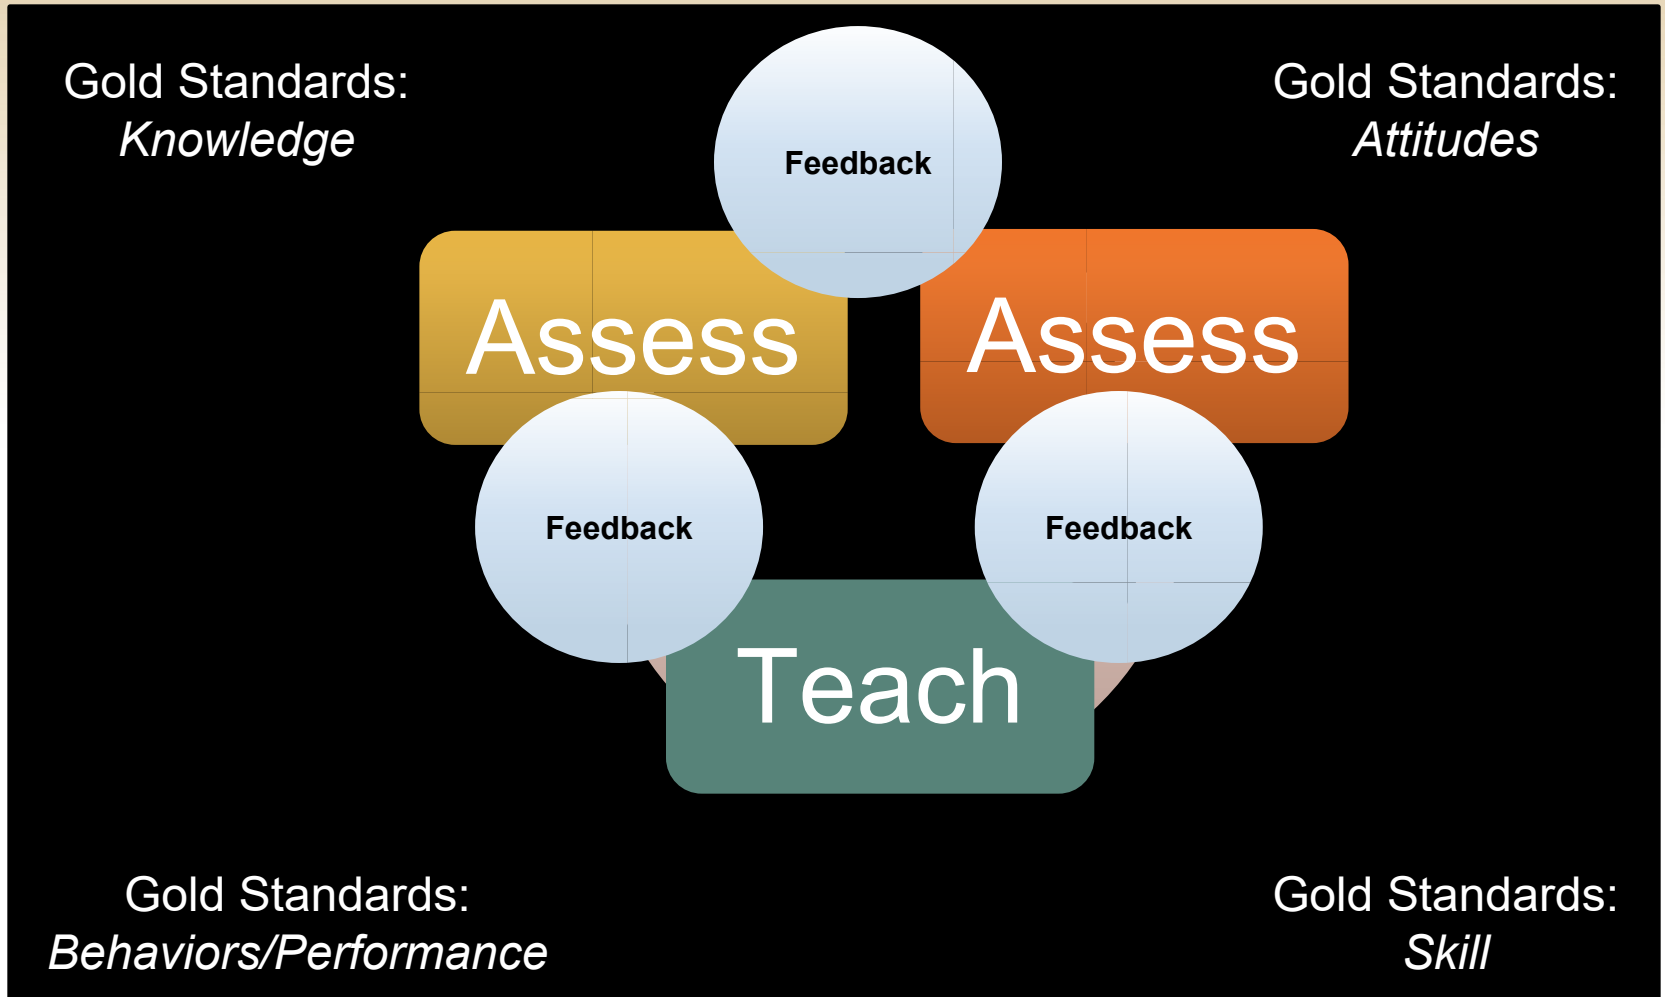 Gold Standards:
Knowledge
Gold Standards:
Attitudes
Feedback
Assess
Assess
Feedback
Feedback
Teach
Gold Standards:
Behaviors/Performance
Gold Standards:
Skill